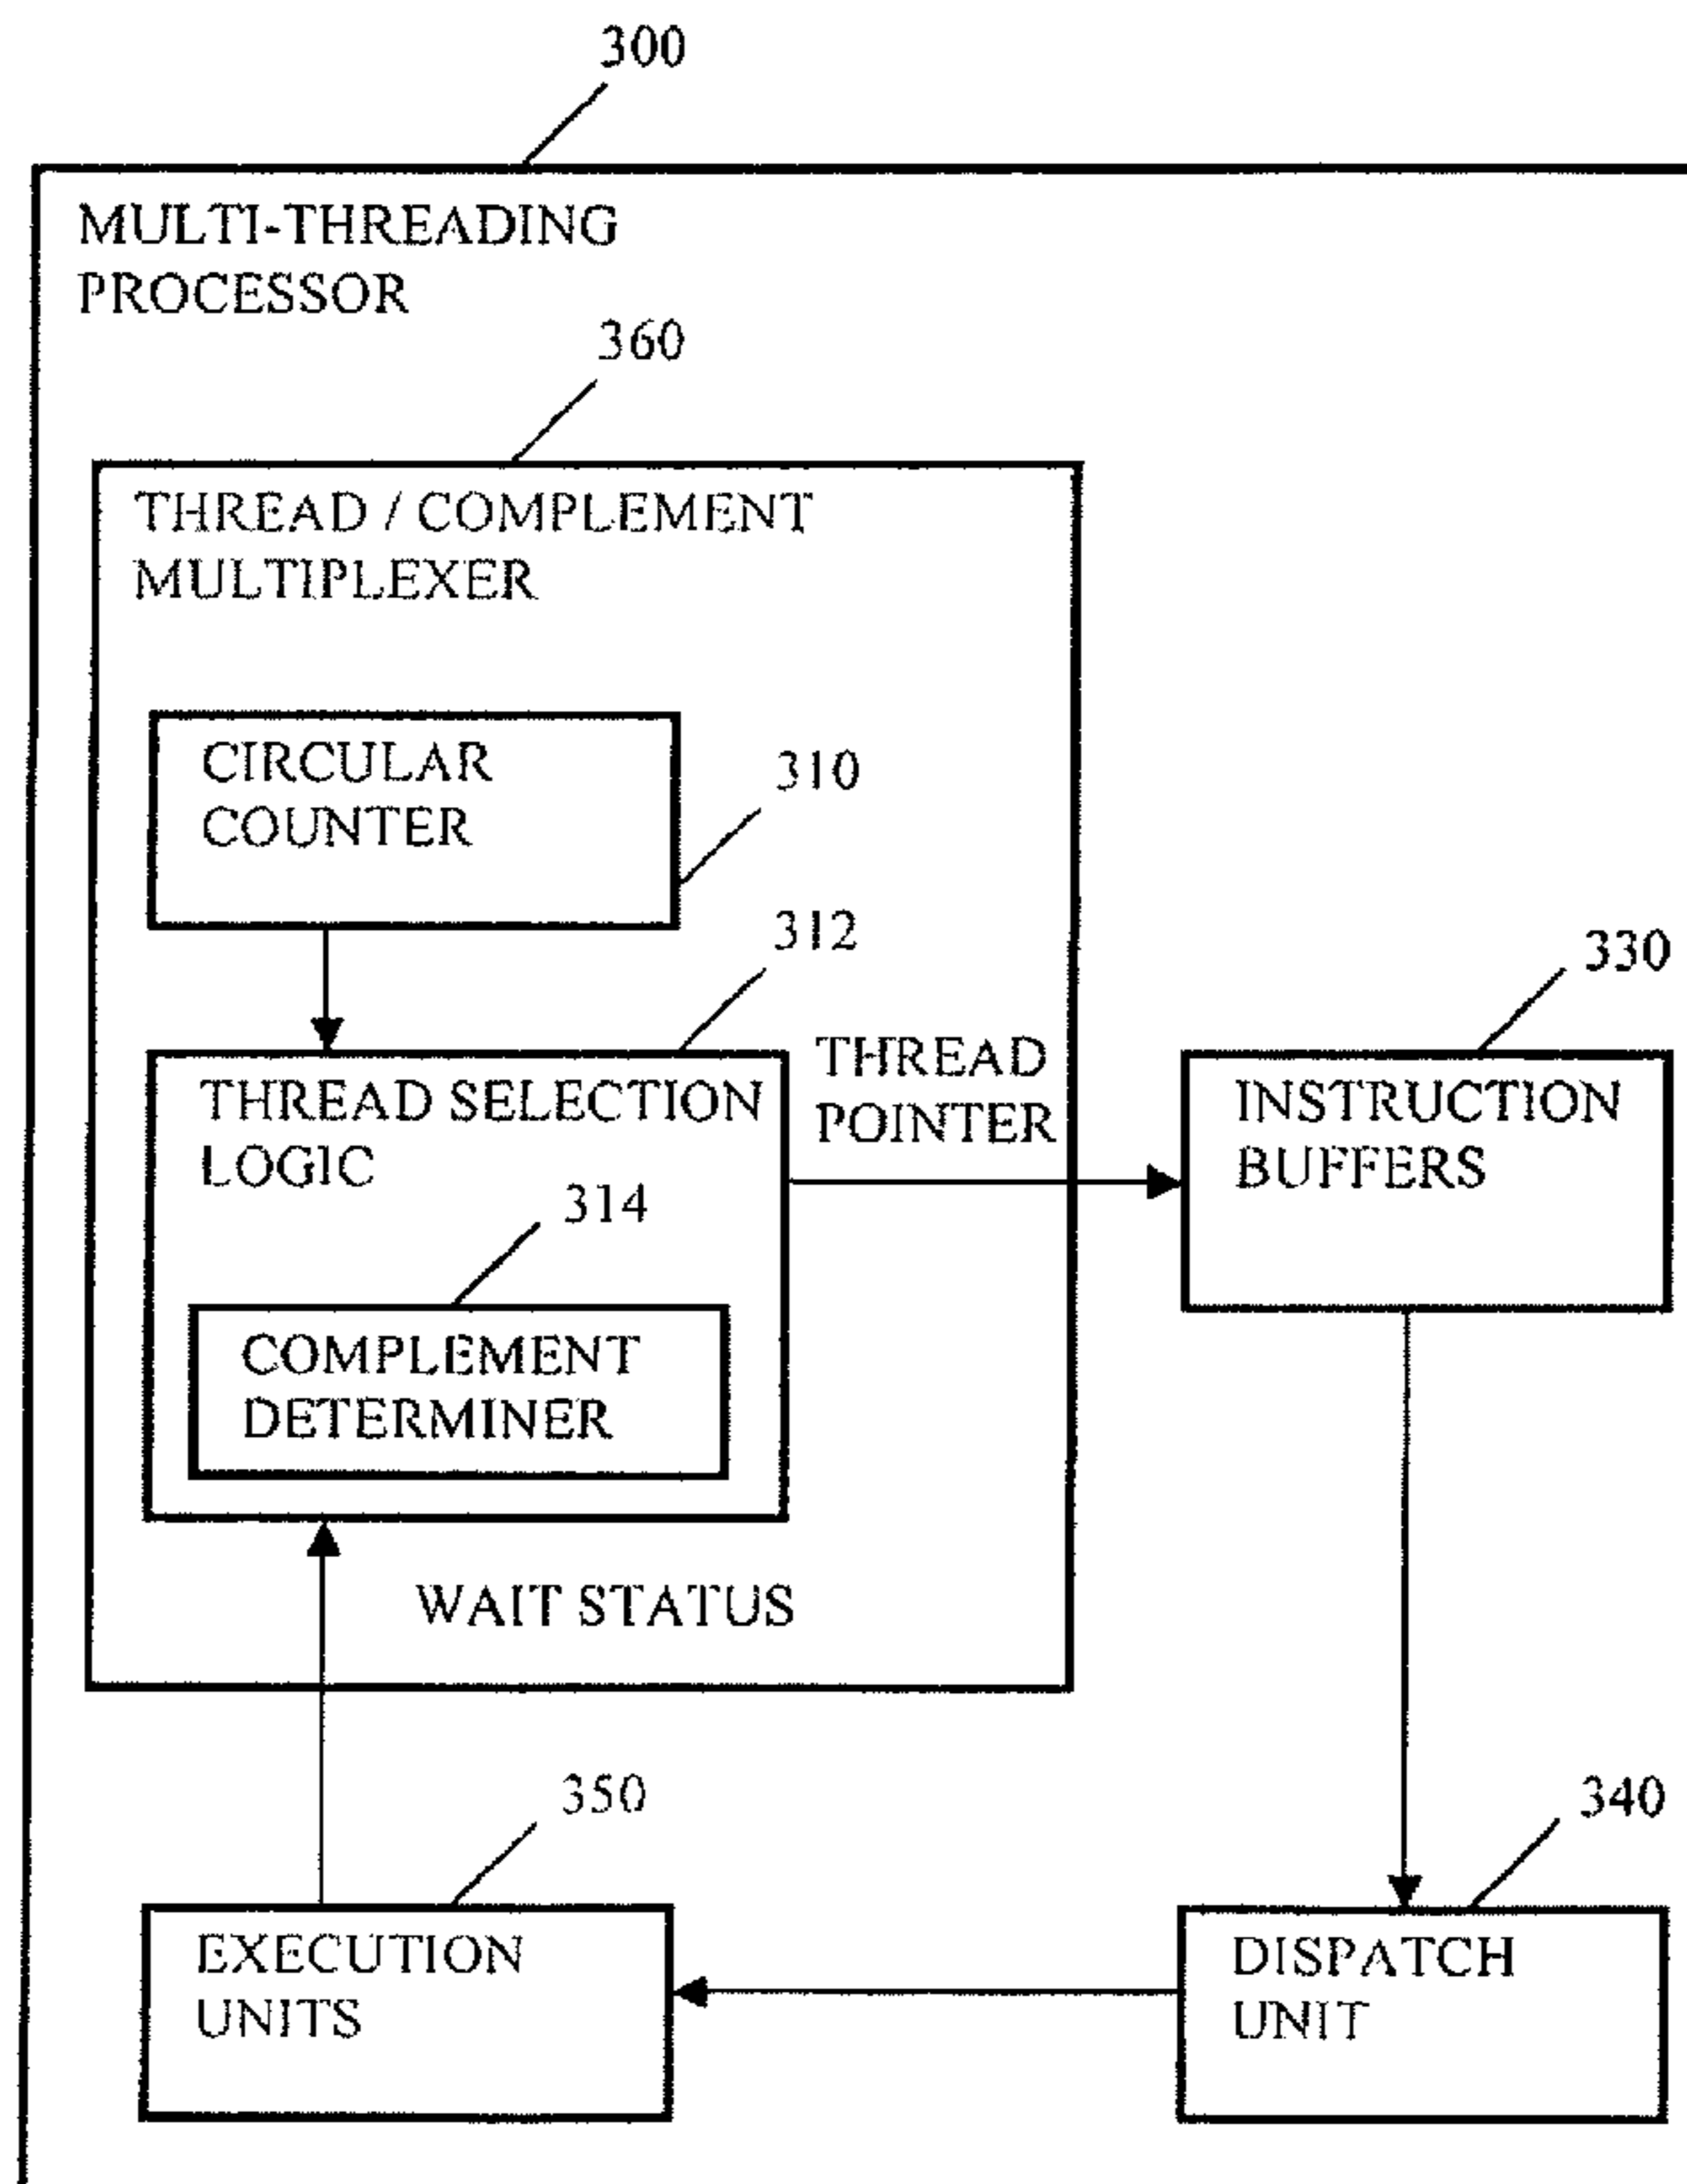 300
MULTI-THREADING
PROCESSOR
360
THREAD / COMPLEMENT
MULTIPLEXER
CIRCULAR
COUNTER
310
312
330
THREAD SELECTION
LOGIC
THREAD
POINTER
INSTRUCTION
BUFFERS
314
COMPLEMENT
DETERMINER
WAIT STATUS
350
340
EXECUTION
UNITS
DISPATCH
UNIT